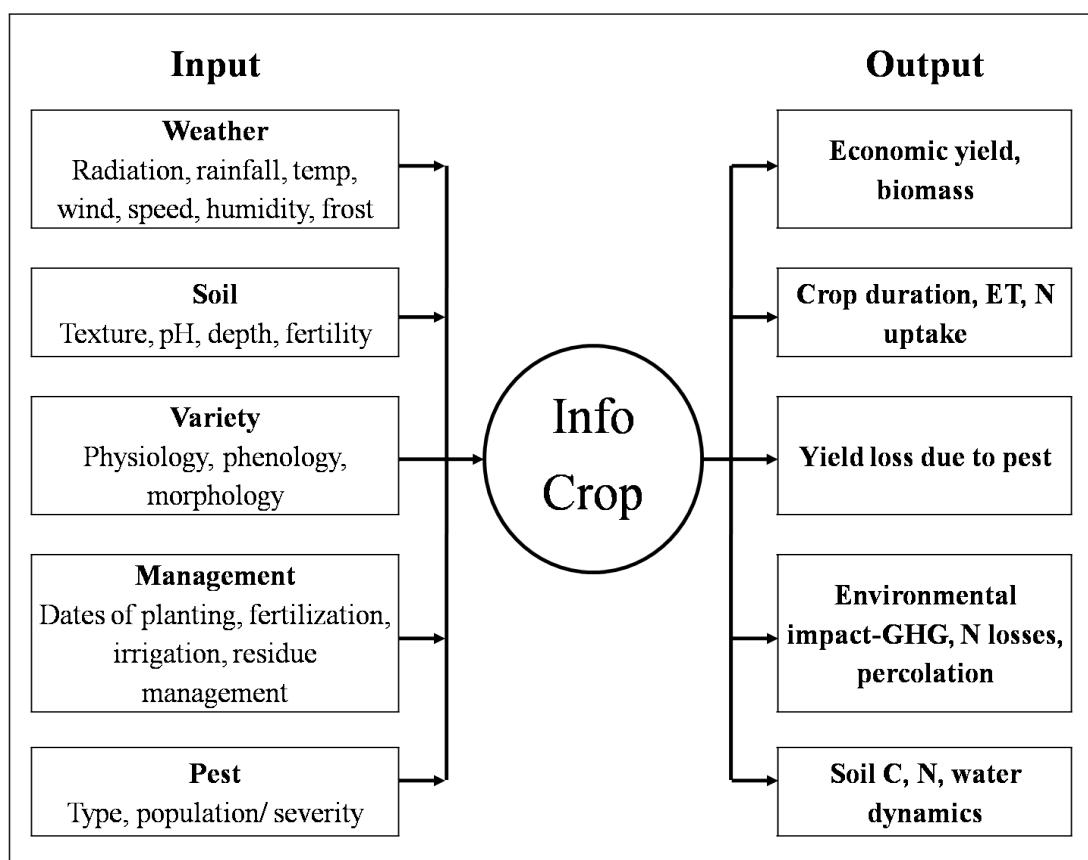 Input
Weather
Radiation, rainfall, temp,
wind, speed, humidity, frost
Soil
Texture, pH, depth, fertility
Variety
Physiology, phenology,
morphology
Management
Dates of planting, fertilization,
irrigation, residue
management
Pest
Type, population/ severity
Info
Crop
Output
Economic yield,
biomass
Crop duration, ET, N
uptake
Yield loss due to pest
Environmental
impact-GHG, N losses,
percolation
Soil C, N, water
dynamics